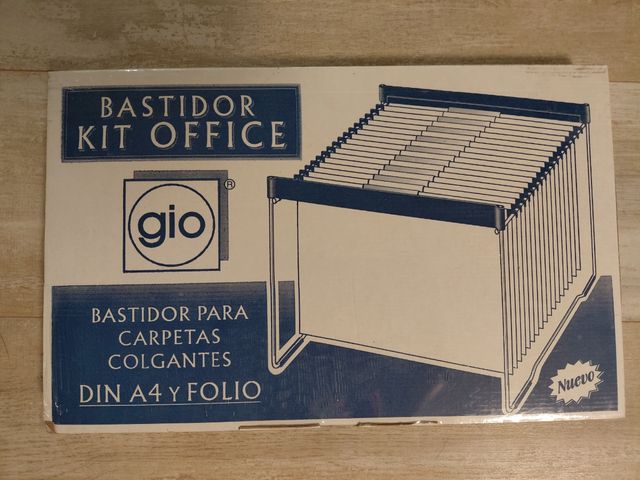 BASTIDOR
KIT OFFICE
gio
®
BASTIDOR PARA
CARPETAS
COLGANTES
DIN A4 Y FOLIO
Nuevo